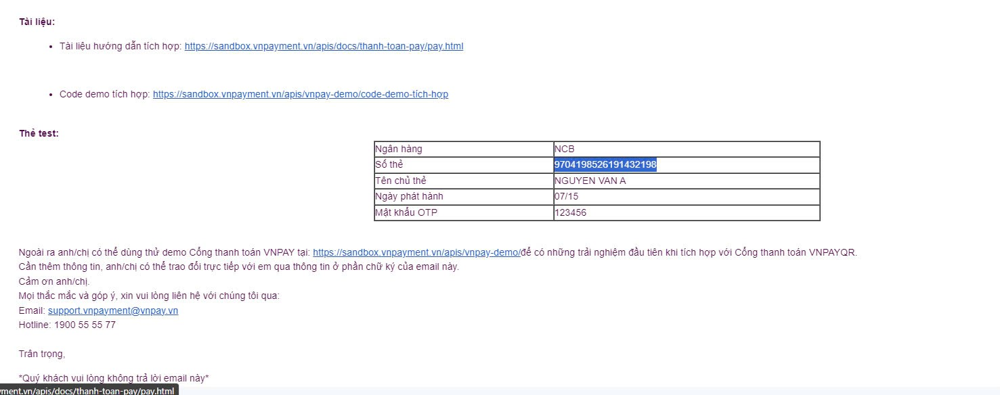 Tài liệu:
Tài liệu hướng dẫn tích hợp: https://sandbox.vnpayment.vn/apis/docs/thanh-toan-pay/pay.html
Code demo tích hợp: https://sandbox.vnpayment.vn/apis/vnpay-demo/code-demo-tích-hợp
Thẻ test:
Ngân hàng NCB
Số thẻ 9704198526191432198
Tên chủ thẻ NGUYEN VAN A
Ngày phát hành 07/15
Mật khẩu OTP 123456
Ngoài ra anh/chị có thể dùng thử demo Cổng thanh toán VNPAY tại: https://sandbox.vnpayment.vn/apis/vnpay-demo/để có những trải nghiệm đầu tiên khi tích hợp với Cổng thanh toán VNPAYQR.
Cần thêm thông tin, anh/chị có thể trao đổi trực tiếp với em qua thông tin ở phần chữ ký của email này.
Cảm ơn anh/chị.
Mọi thắc mắc và góp ý, xin vui lòng liên hệ với chúng tôi qua:
Email: support.vnpayment@vnpay.vn
Hotline: 1900 55 55 77
Trân trọng,
*Quý khách vui lòng không trả lời email này*
yment.vn/apis/docs/thanh-toan-pay/pay.html